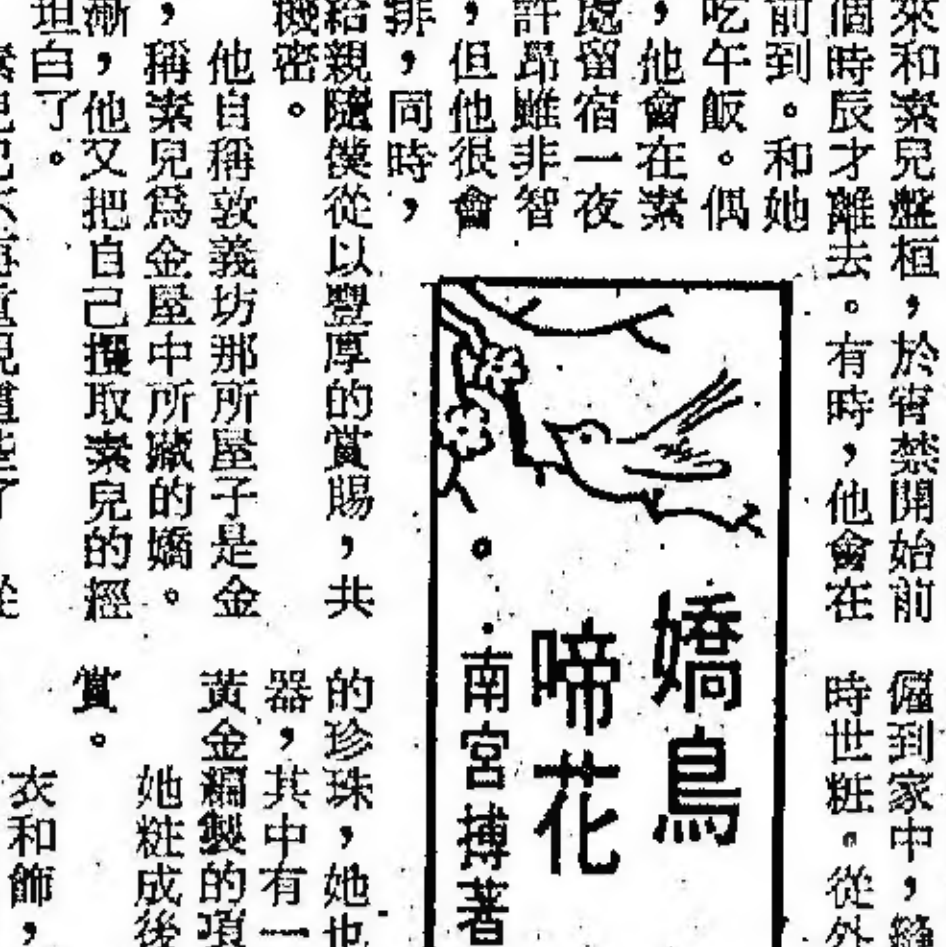 來和素兒盤桓，於宵禁開始前
個時辰才離去。有時，他會在
前到。和她
吃午飯。偶
，他會在素
處留宿一夜
許昂雖非智
，但他很會
排，同時，
給親隨僕從以豐厚的賞賜，共
機密。
他自稱敦義坊那所屋子是金
，稱素兒爲金屋中所藏的嬌。
漸，他又把自己攫取素兒的經
坦白了。
嬌鳥
啼花
南宮搏著
僱到家中，縫
時世粧。從外
的珍珠，她也
器，其中有一
黃金編製的項
她粧成後
賞。
衣和飾，